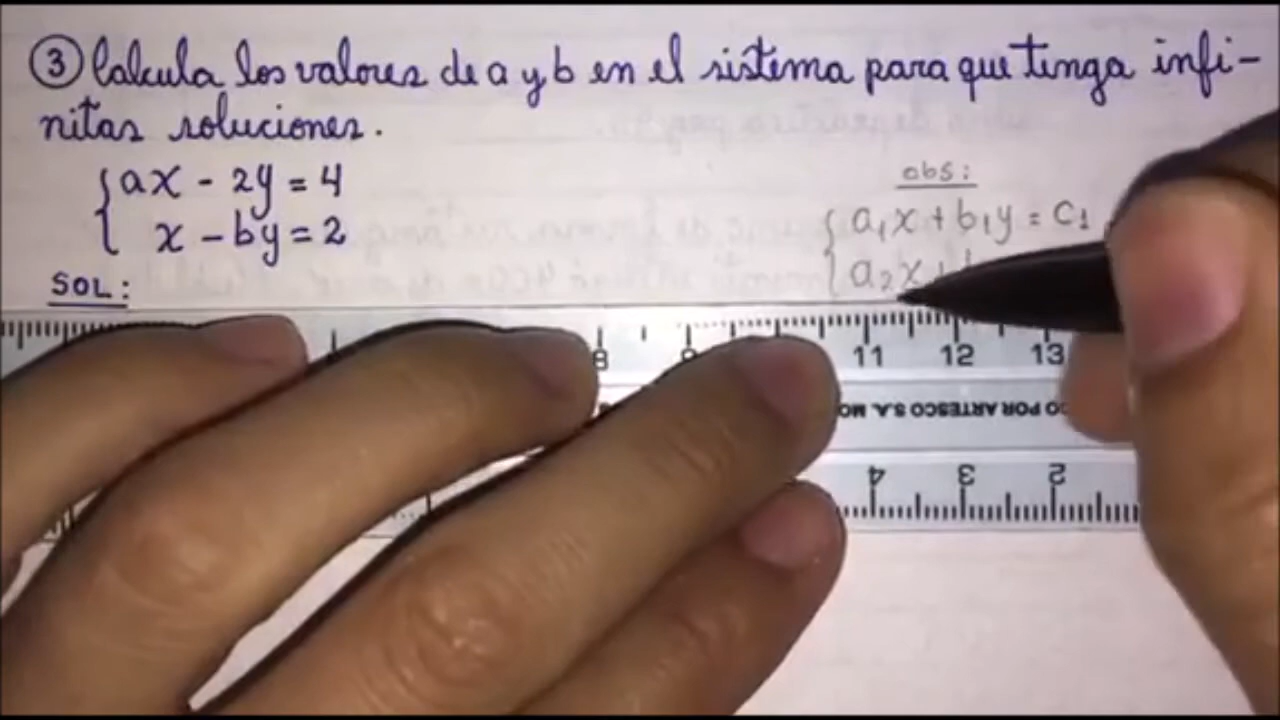 ③ Calcula los valores de a y b en el sistema para que tenga infi-
nitas soluciones.
{ax - 2y = 4
x - by = 2
SOL:
obs:
{a₁x + b₁y = c₁
{a₂x +
8 9 11 12 13
CO POR ARTESCO S.A.
4 3 2